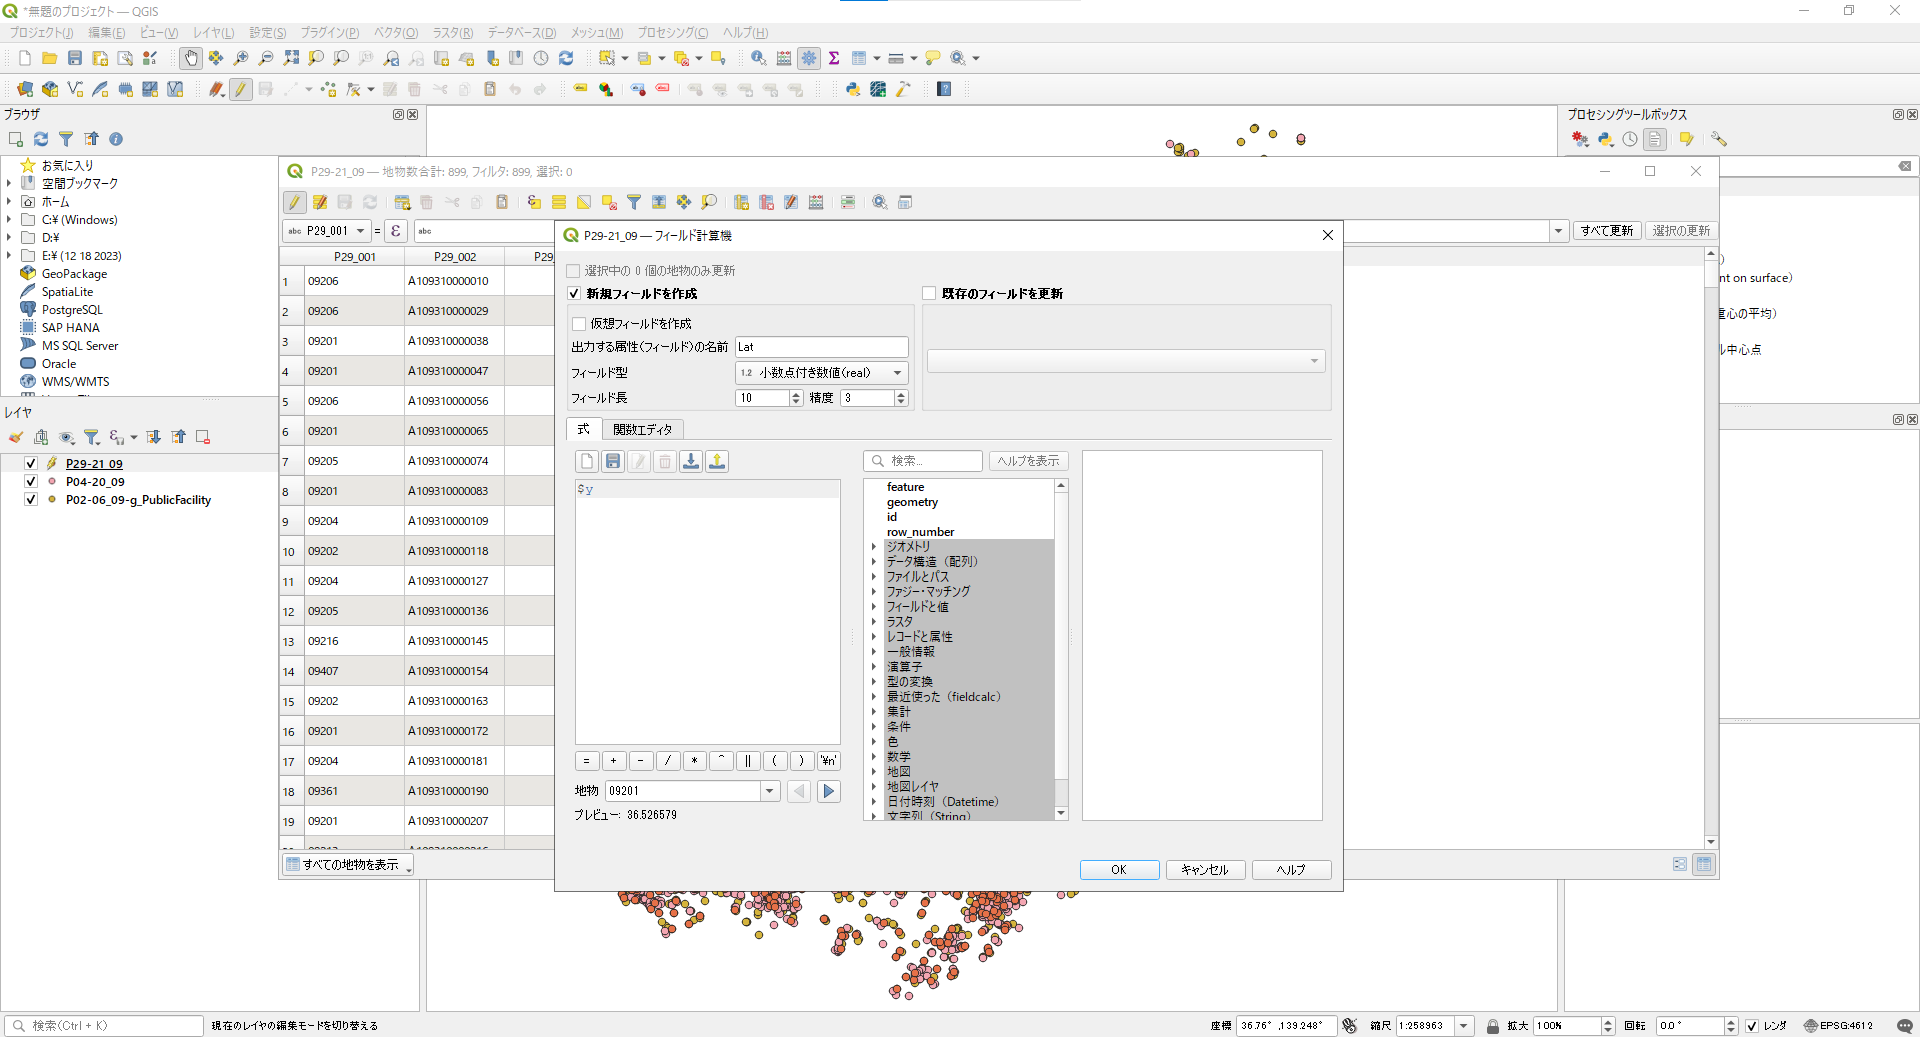 *無題のプロジェクト — QGIS
プロジェクト(J) 編集(E) ビュー(V) レイヤ(L) 設定(S) プラグイン(P) ベクタ(O) ラスタ(R) データベース(D) メッシュ(M) プロセシング(C) ヘルプ(H)
ブラウザ
お気に入り
空間ブックマーク
ホーム
C:¥ (Windows)
D:¥
E:¥ (12 18 2023)
GeoPackage
SpatiaLite
PostgreSQL
SAP HANA
MS SQL Server
Oracle
WMS/WMTS
レイヤ
P29-21_09
P04-20_09
P02-06_09-g_PublicFacility
プロセシングツールボックス
nt on surface)
重心の平均)
ル中心点
P29-21_09 — 地物数合計: 899, フィルタ: 899, 選択: 0
abc P29_001 = ε abc すべて更新 選択の更新
P29_001 P29_002 P29_
1 09206 A109310000010
2 09206 A109310000029
3 09201 A109310000038
4 09201 A109310000047
5 09206 A109310000056
6 09201 A109310000065
7 09205 A109310000074
8 09201 A109310000083
9 09204 A109310000109
10 09202 A109310000118
11 09204 A109310000127
12 09205 A109310000136
13 09216 A109310000145
14 09407 A109310000154
15 09202 A109310000163
16 09201 A109310000172
17 09204 A109310000181
18 09361 A109310000190
19 09201 A109310000207
すべての地物を表示
P29-21_09 — フィールド計算機
選択中の 0 個の地物のみ更新
新規フィールドを作成
既存のフィールドを更新
仮想フィールドを作成
出力する属性(フィールド)の名前 Lat
フィールド型 1.2 小数点付き数値(real)
フィールド長 10 精度 3
式 関数エディタ
検索... ヘルプを表示
$y
feature
geometry
id
row_number
ジオメトリ
データ構造（配列）
ファイルとパス
ファジー・マッチング
フィールドと値
ラスタ
レコードと属性
一般情報
演算子
型の変換
最近使った（fieldcalc）
集計
条件
色
数学
地図
地図レイヤ
日付時刻（Datetime）
文字列（String）
= + - / * ^ || ( ) '¥n'
地物 09201
プレビュー: 36.526579
OK キャンセル ヘルプ
検索(Ctrl + K) 現在のレイヤの編集モードを切り替える 座標 36.76° ,139.248° 縮尺 1:258963 拡大 100% 回転 0.0 ° レンダ EPSG:4612